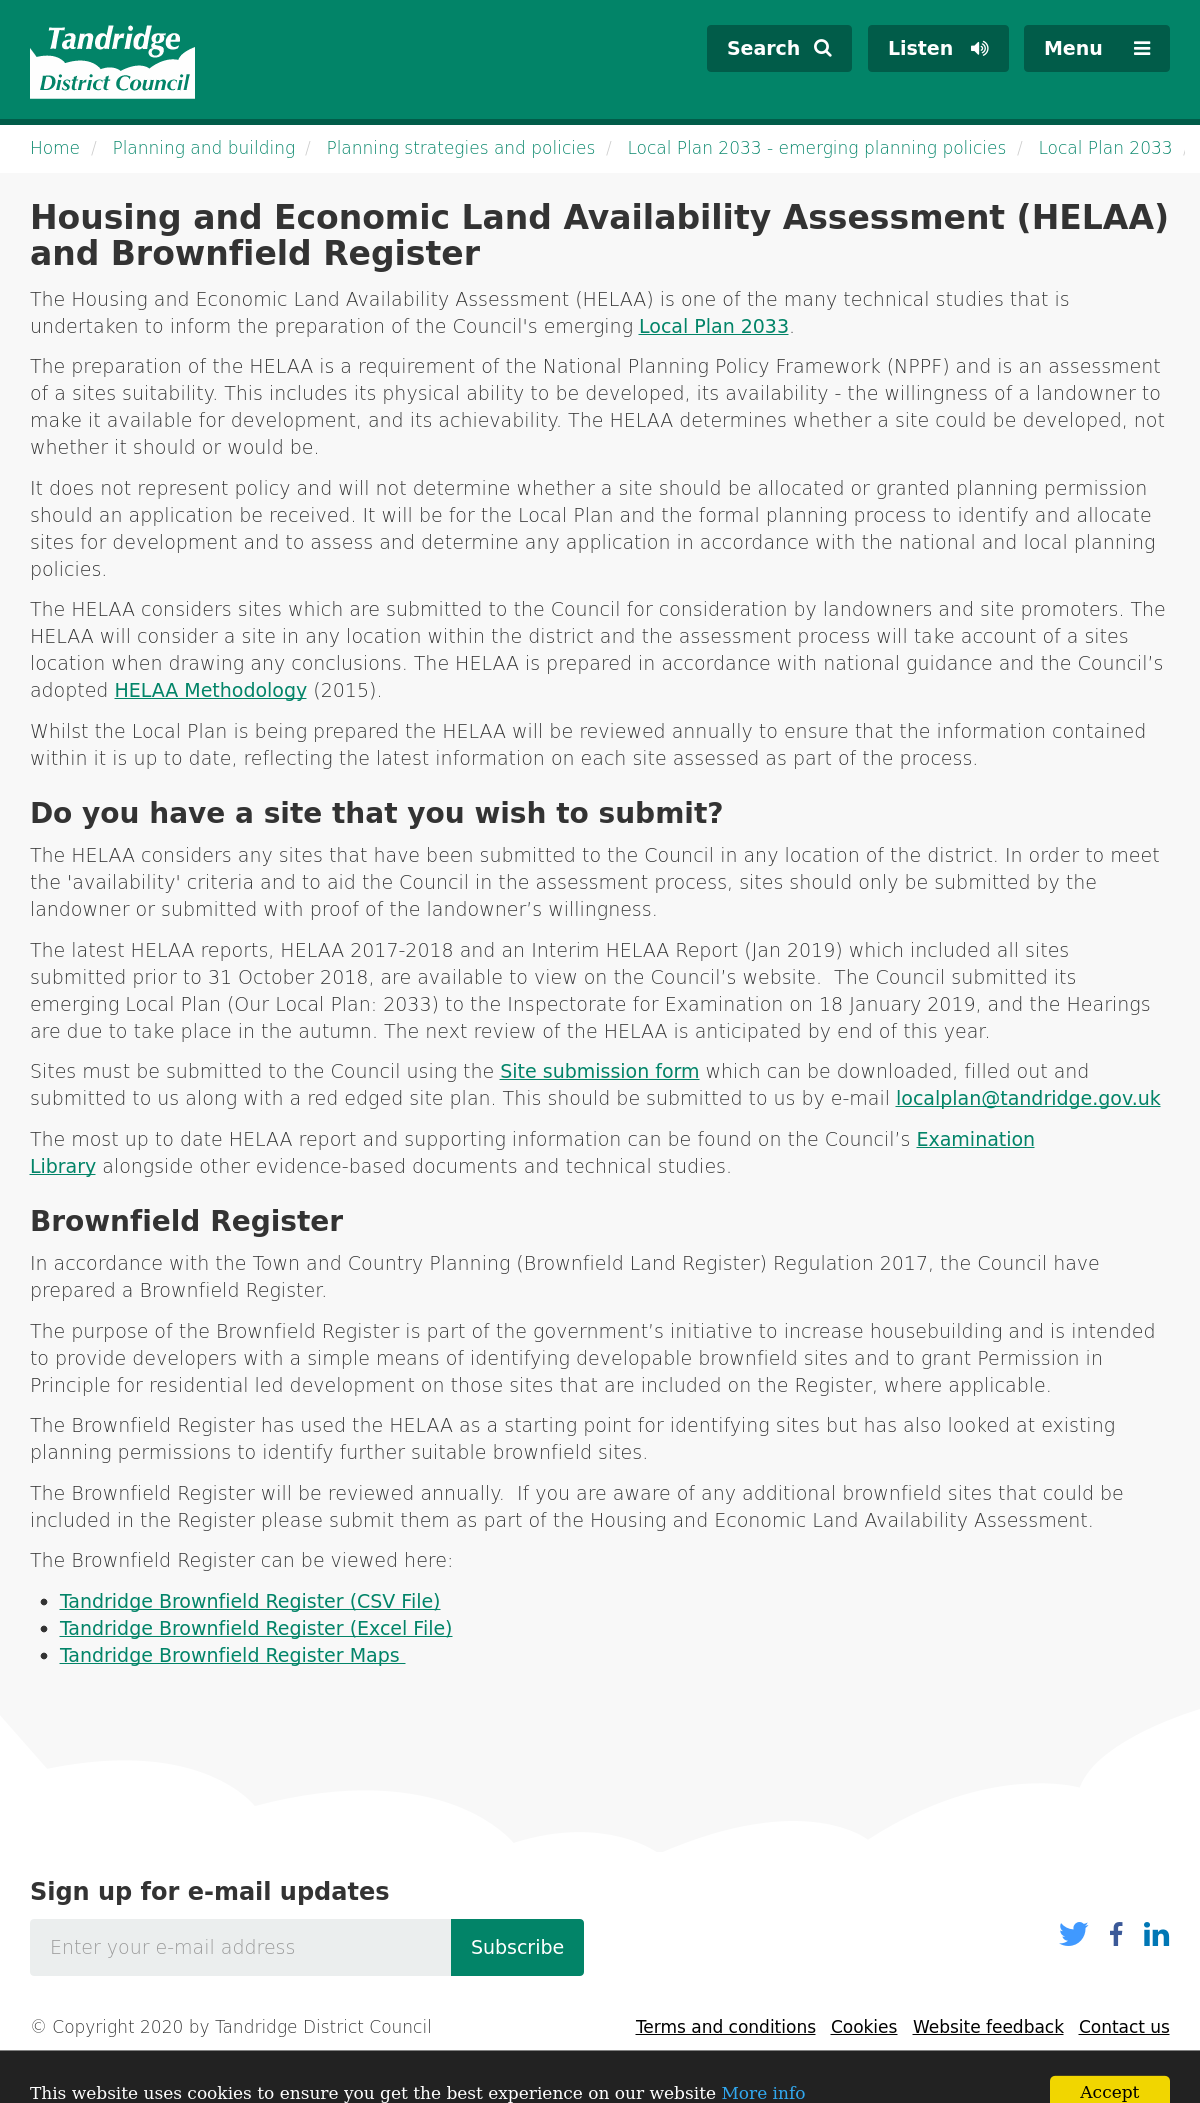 Tandridge
District Council
Search
Listen
Menu
Home / Planning and building / Planning strategies and policies / Local Plan 2033 - emerging planning policies / Local Plan 2033 /
Housing and Economic Land Availability Assessment (HELAA)
and Brownfield Register
The Housing and Economic Land Availability Assessment (HELAA) is one of the many technical studies that is
undertaken to inform the preparation of the Council's emerging Local Plan 2033.
The preparation of the HELAA is a requirement of the National Planning Policy Framework (NPPF) and is an assessment
of a sites suitability. This includes its physical ability to be developed, its availability - the willingness of a landowner to
make it available for development, and its achievability. The HELAA determines whether a site could be developed, not
whether it should or would be.
It does not represent policy and will not determine whether a site should be allocated or granted planning permission
should an application be received. It will be for the Local Plan and the formal planning process to identify and allocate
sites for development and to assess and determine any application in accordance with the national and local planning
policies.
The HELAA considers sites which are submitted to the Council for consideration by landowners and site promoters. The
HELAA will consider a site in any location within the district and the assessment process will take account of a sites
location when drawing any conclusions. The HELAA is prepared in accordance with national guidance and the Council’s
adopted HELAA Methodology (2015).
Whilst the Local Plan is being prepared the HELAA will be reviewed annually to ensure that the information contained
within it is up to date, reflecting the latest information on each site assessed as part of the process.
Do you have a site that you wish to submit?
The HELAA considers any sites that have been submitted to the Council in any location of the district. In order to meet
the 'availability' criteria and to aid the Council in the assessment process, sites should only be submitted by the
landowner or submitted with proof of the landowner’s willingness.
The latest HELAA reports, HELAA 2017-2018 and an Interim HELAA Report (Jan 2019) which included all sites
submitted prior to 31 October 2018, are available to view on the Council’s website.  The Council submitted its
emerging Local Plan (Our Local Plan: 2033) to the Inspectorate for Examination on 18 January 2019, and the Hearings
are due to take place in the autumn. The next review of the HELAA is anticipated by end of this year.
Sites must be submitted to the Council using the Site submission form which can be downloaded, filled out and
submitted to us along with a red edged site plan. This should be submitted to us by e-mail localplan@tandridge.gov.uk
The most up to date HELAA report and supporting information can be found on the Council’s Examination
Library alongside other evidence-based documents and technical studies.
Brownfield Register
In accordance with the Town and Country Planning (Brownfield Land Register) Regulation 2017, the Council have
prepared a Brownfield Register.
The purpose of the Brownfield Register is part of the government’s initiative to increase housebuilding and is intended
to provide developers with a simple means of identifying developable brownfield sites and to grant Permission in
Principle for residential led development on those sites that are included on the Register, where applicable.
The Brownfield Register has used the HELAA as a starting point for identifying sites but has also looked at existing
planning permissions to identify further suitable brownfield sites.
The Brownfield Register will be reviewed annually.  If you are aware of any additional brownfield sites that could be
included in the Register please submit them as part of the Housing and Economic Land Availability Assessment.
The Brownfield Register can be viewed here:
• Tandridge Brownfield Register (CSV File)
• Tandridge Brownfield Register (Excel File)
• Tandridge Brownfield Register Maps
Sign up for e-mail updates
Enter your e-mail address
Subscribe
© Copyright 2020 by Tandridge District Council
Terms and conditions Cookies Website feedback Contact us
This website uses cookies to ensure you get the best experience on our website More info
Accept